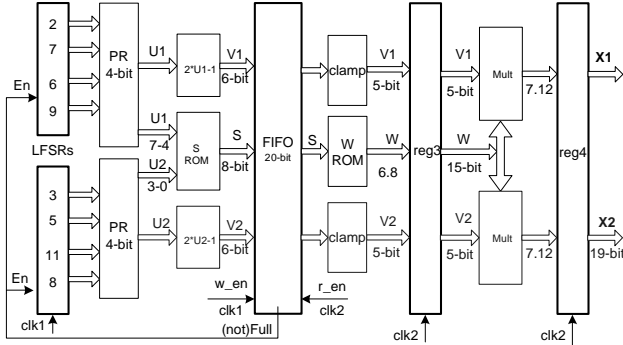 2
7
6
9
En
LFSRs
3
5
11
8
En
clk1
PR
4-bit
PR
4-bit
U1
U1
7-4
U2
3-0
U2
2*U1-1
S
ROM
2*U2-1
V1
6-bit
S
8-bit
V2
6-bit
FIFO
20-bit
w_en
clk1
(not)Full
r_en
clk2
S
clamp
W
ROM
clamp
V1
5-bit
W
6.8
V2
5-bit
reg3
clk2
V1
5-bit
W
15-bit
V2
5-bit
Mult
Mult
7.12
7.12
reg4
clk2
X1
X2
19-bit